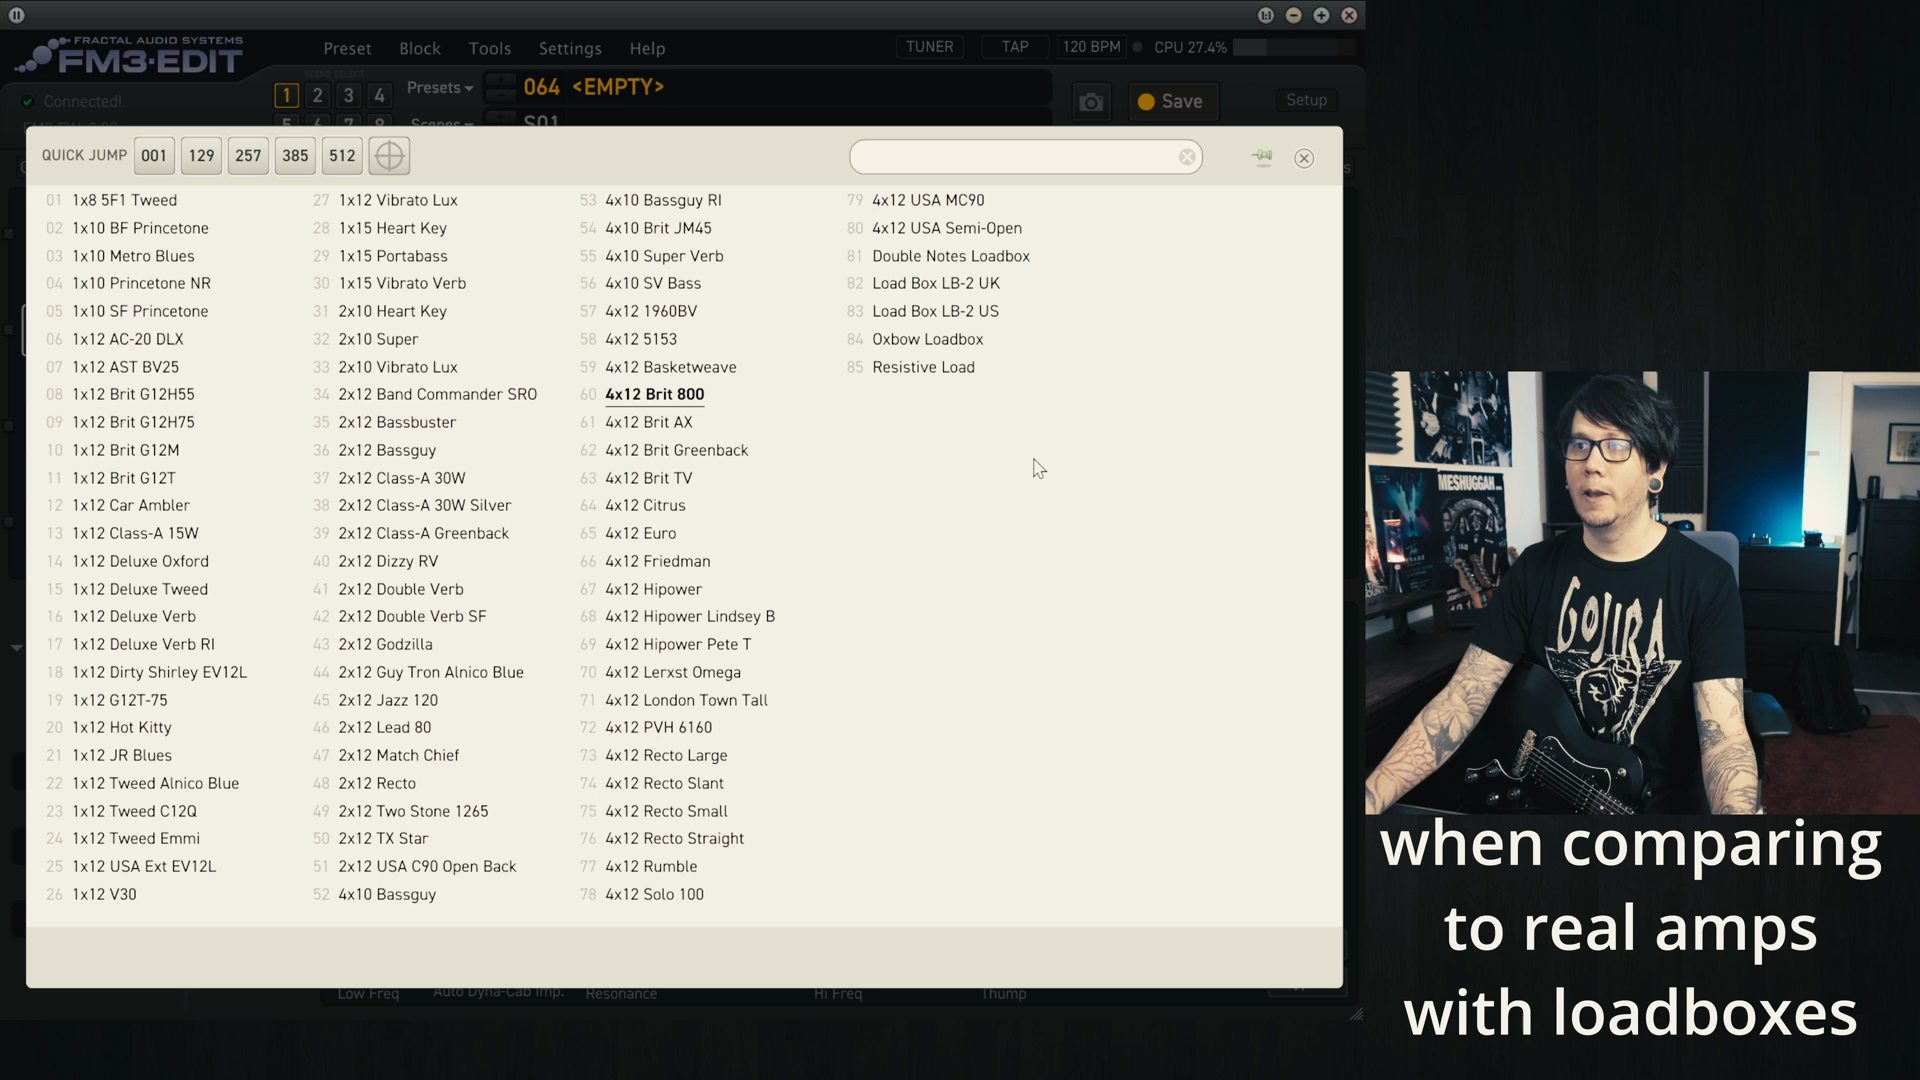 FRACTAL AUDIO SYSTEMS
FM3-EDIT
Preset Block Tools Settings Help
TUNER TAP 120 BPM CPU 27.4%
SCENE SELECT
1 2 3 4
Presets
064 <EMPTY>
Save
Setup
Connected!
Scenes
S01
QUICK JUMP 001 129 257 385 512
01 1x8 5F1 Tweed
02 1x10 BF Princetone
03 1x10 Metro Blues
04 1x10 Princetone NR
05 1x10 SF Princetone
06 1x12 AC-20 DLX
07 1x12 AST BV25
08 1x12 Brit G12H55
09 1x12 Brit G12H75
10 1x12 Brit G12M
11 1x12 Brit G12T
12 1x12 Car Ambler
13 1x12 Class-A 15W
14 1x12 Deluxe Oxford
15 1x12 Deluxe Tweed
16 1x12 Deluxe Verb
17 1x12 Deluxe Verb RI
18 1x12 Dirty Shirley EV12L
19 1x12 G12T-75
20 1x12 Hot Kitty
21 1x12 JR Blues
22 1x12 Tweed Alnico Blue
23 1x12 Tweed C12Q
24 1x12 Tweed Emmi
25 1x12 USA Ext EV12L
26 1x12 V30
27 1x12 Vibrato Lux
28 1x15 Heart Key
29 1x15 Portabass
30 1x15 Vibrato Verb
31 2x10 Heart Key
32 2x10 Super
33 2x10 Vibrato Lux
34 2x12 Band Commander SRO
35 2x12 Bassbuster
36 2x12 Bassguy
37 2x12 Class-A 30W
38 2x12 Class-A 30W Silver
39 2x12 Class-A Greenback
40 2x12 Dizzy RV
41 2x12 Double Verb
42 2x12 Double Verb SF
43 2x12 Godzilla
44 2x12 Guy Tron Alnico Blue
45 2x12 Jazz 120
46 2x12 Lead 80
47 2x12 Match Chief
48 2x12 Recto
49 2x12 Two Stone 1265
50 2x12 TX Star
51 2x12 USA C90 Open Back
52 4x10 Bassguy
53 4x10 Bassguy RI
54 4x10 Brit JM45
55 4x10 Super Verb
56 4x10 SV Bass
57 4x12 1960BV
58 4x12 5153
59 4x12 Basketweave
60 4x12 Brit 800
61 4x12 Brit AX
62 4x12 Brit Greenback
63 4x12 Brit TV
64 4x12 Citrus
65 4x12 Euro
66 4x12 Friedman
67 4x12 Hipower
68 4x12 Hipower Lindsey B
69 4x12 Hipower Pete T
70 4x12 Lerxst Omega
71 4x12 London Town Tall
72 4x12 PVH 6160
73 4x12 Recto Large
74 4x12 Recto Slant
75 4x12 Recto Small
76 4x12 Recto Straight
77 4x12 Rumble
78 4x12 Solo 100
79 4x12 USA MC90
80 4x12 USA Semi-Open
81 Double Notes Loadbox
82 Load Box LB-2 UK
83 Load Box LB-2 US
84 Oxbow Loadbox
85 Resistive Load
Low Freq Auto Dyna-Cab Imp. Resonance Hi Freq Thump
MESHUGGAH
GOJIRA
when comparing
to real amps
with loadboxes